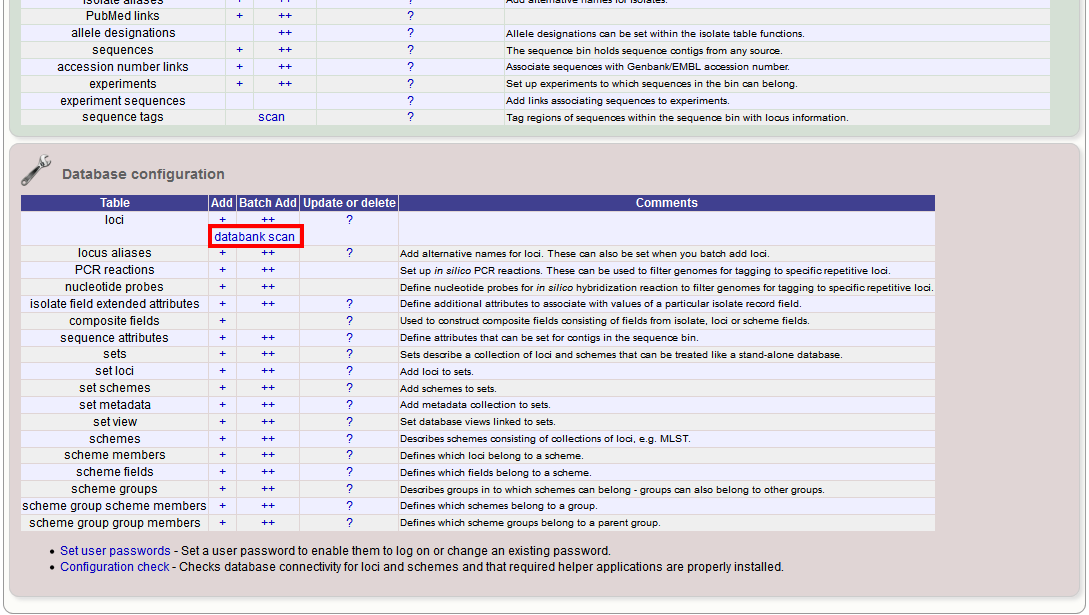 isolate aliases + ++ ? Add alternative names for isolates.
PubMed links + ++ ?
allele designations ++ ? Allele designations can be set within the isolate table functions.
sequences + ++ ? The sequence bin holds sequence contigs from any source.
accession number links + ++ ? Associate sequences with Genbank/EMBL accession number.
experiments + ++ ? Set up experiments to which sequences in the bin can belong.
experiment sequences ? Add links associating sequences to experiments.
sequence tags scan ? Tag regions of sequences within the sequence bin with locus information.
Database configuration
Table Add Batch Add Update or delete Comments
loci + ++ ?
databank scan
locus aliases + ++ ? Add alternative names for loci. These can also be set when you batch add loci.
PCR reactions + ++ Set up in silico PCR reactions. These can be used to filter genomes for tagging to specific repetitive loci.
nucleotide probes + ++ Define nucleotide probes for in silico hybridization reaction to filter genomes for tagging to specific repetitive loci.
isolate field extended attributes + ++ ? Define additional attributes to associate with values of a particular isolate record field.
composite fields + ? Used to construct composite fields consisting of fields from isolate, loci or scheme fields.
sequence attributes + ++ ? Define attributes that can be set for contigs in the sequence bin.
sets + ++ ? Sets describe a collection of loci and schemes that can be treated like a stand-alone database.
set loci + ++ ? Add loci to sets.
set schemes + ++ ? Add schemes to sets.
set metadata + ++ ? Add metadata collection to sets.
set view + ++ ? Set database views linked to sets.
schemes + ++ ? Describes schemes consisting of collections of loci, e.g. MLST.
scheme members + ++ ? Defines which loci belong to a scheme.
scheme fields + ++ ? Defines which fields belong to a scheme.
scheme groups + ++ ? Describes groups in to which schemes can belong - groups can also belong to other groups.
scheme group scheme members + ++ ? Defines which schemes belong to a group.
scheme group group members + ++ ? Defines which scheme groups belong to a parent group.
• Set user passwords - Set a user password to enable them to log on or change an existing password.
• Configuration check - Checks database connectivity for loci and schemes and that required helper applications are properly installed.